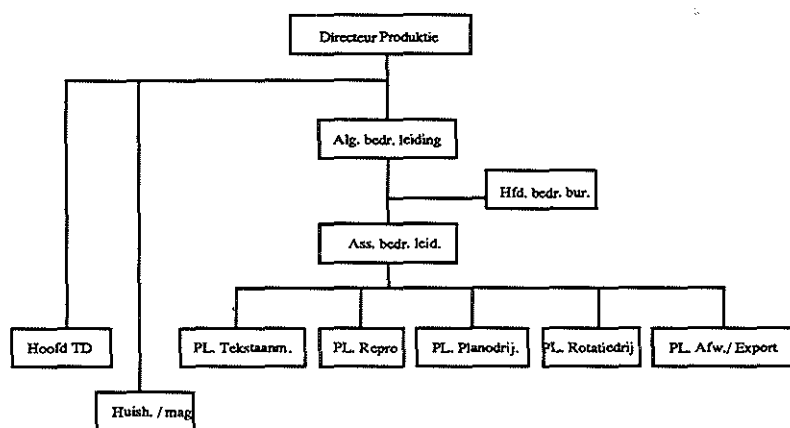 Directeur Produktie
Alg. bedr. leiding
Hfd. bedr. bur.
Ass. bedr. leid.
Hoofd TD
PL. Tekstaanm.
PL. Repro
PL. Planodrij.
PL. Rotatiedrij
PL. Afw./ Export
Huish. / mag